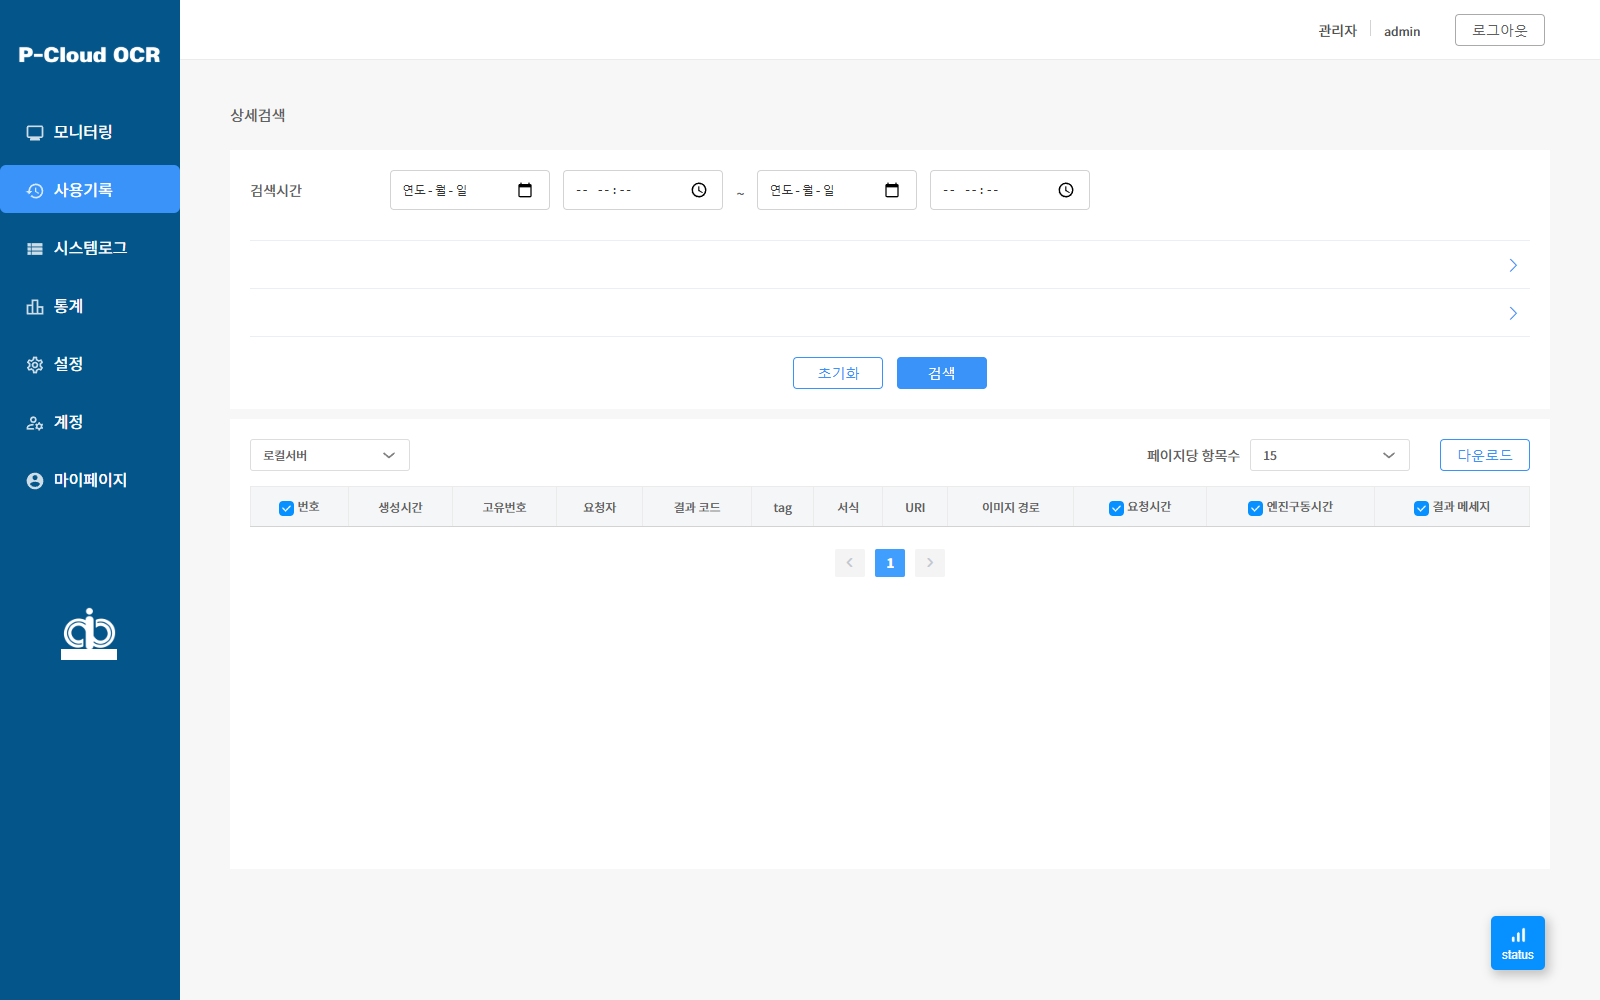 P-Cloud OCR
관리자 admin 로그아웃
모니터링
사용기록
시스템로그
통계
설정
계정
마이페이지
상세검색
검색시간 연도-월-일 -- --:-- ~ 연도-월-일 -- --:--
초기화 검색
로컬서버 페이지당 항목수 15 다운로드
번호 생성시간 고유번호 요청자 결과 코드 tag 서식 URI 이미지 경로 요청시간 엔진구동시간 결과 메세지
1
status